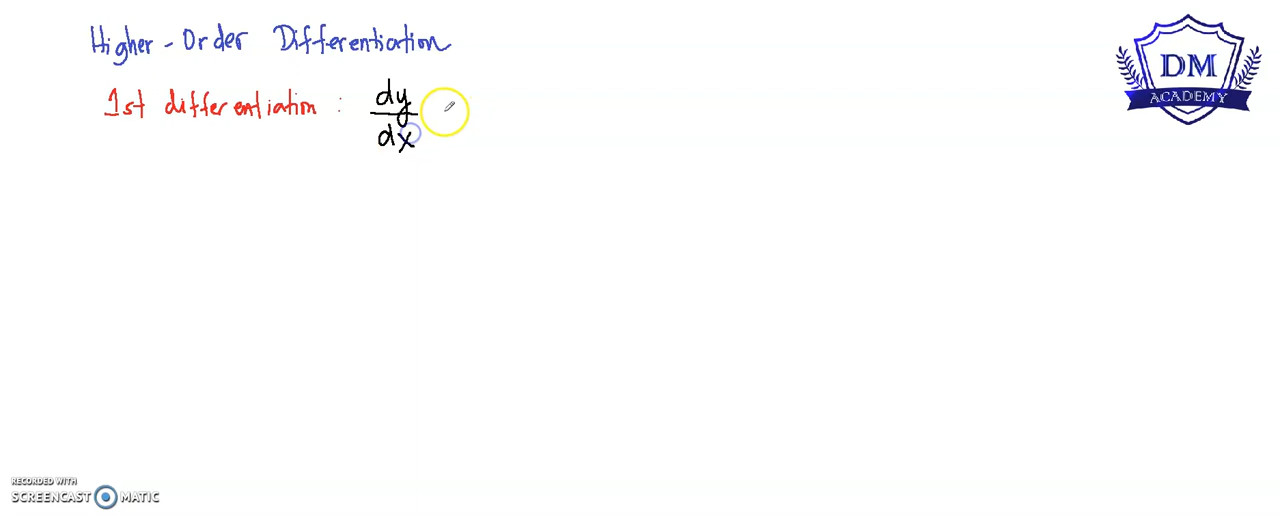 Higher-Order Differentiation
1st differentiation : dy
dx
DM
ACADEMY
RECORDED WITH
SCREENCAST MATIC